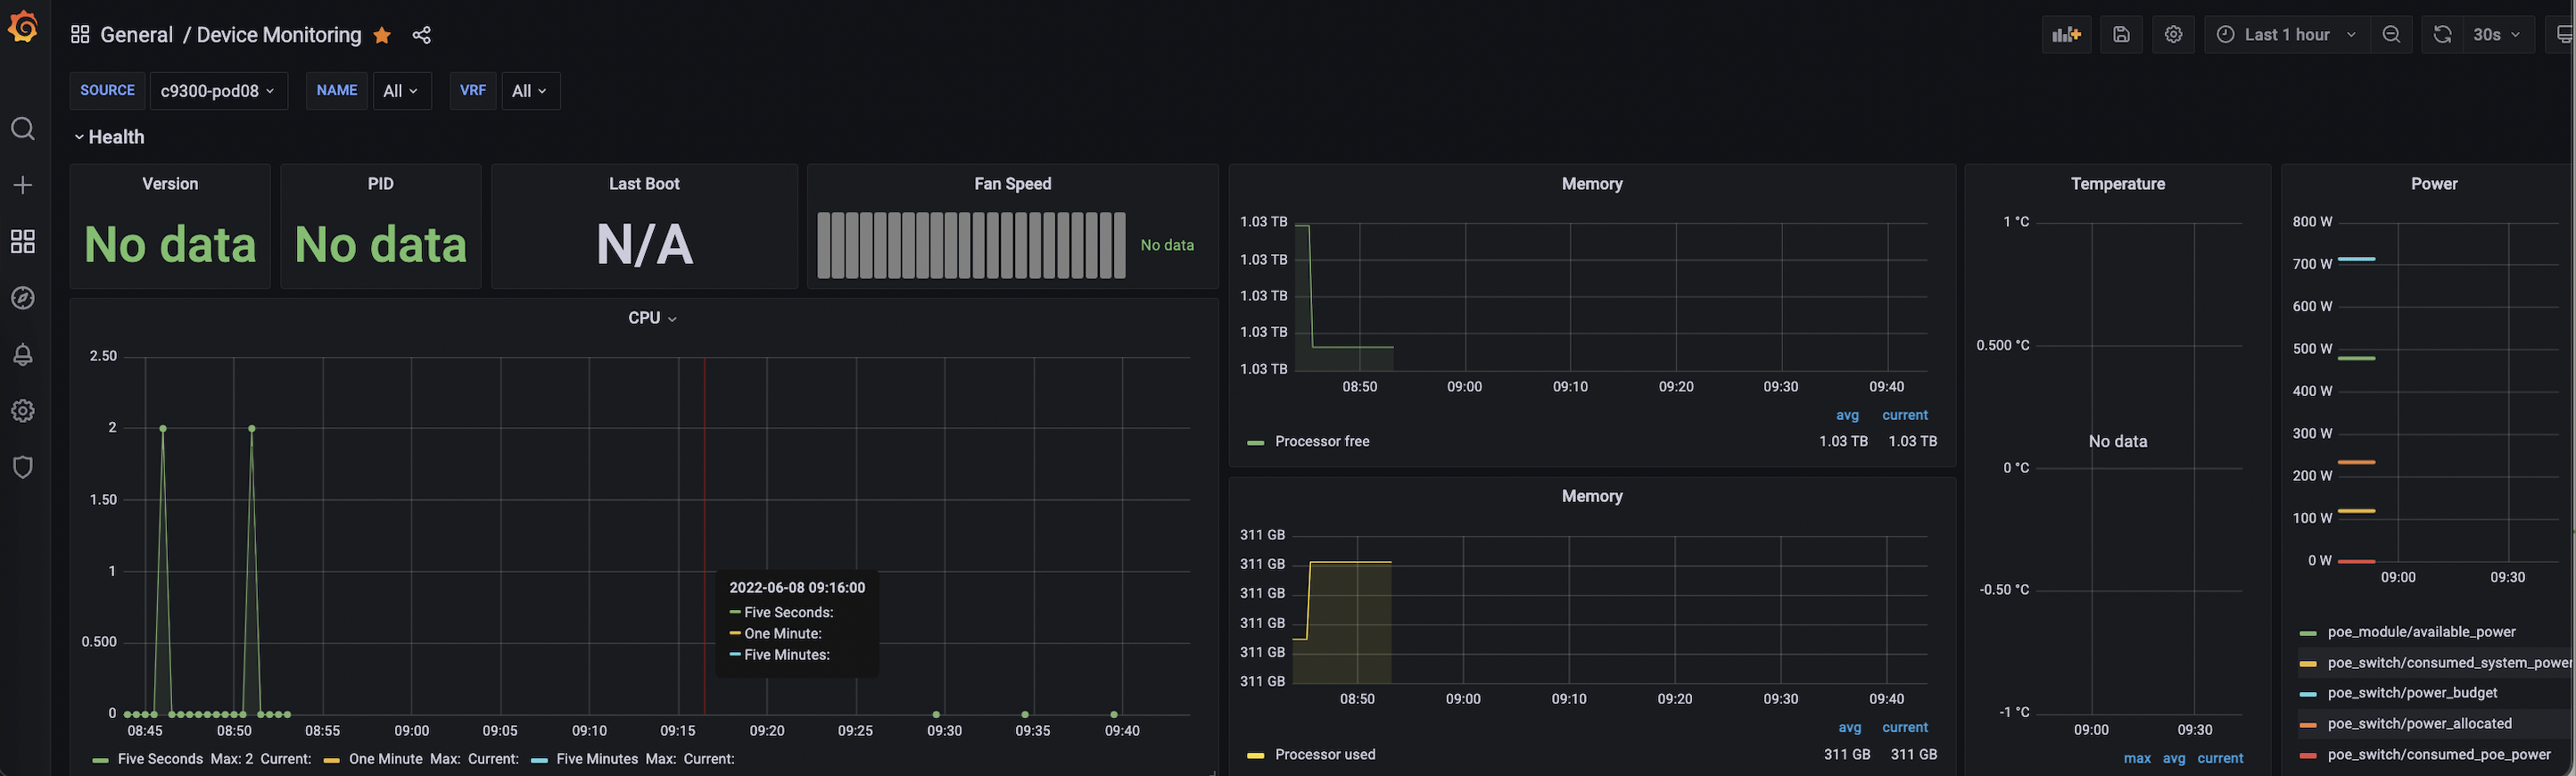 General / Device Monitoring
Last 1 hour
30s
SOURCE c9300-pod08 NAME All VRF All
Health
Version
No data
PID
No data
Last Boot
N/A
Fan Speed
No data
CPU
2.50
2
1.50
1
0.500
0
08:45 08:50 08:55 09:00 09:05 09:10 09:15 09:20 09:25 09:30 09:35 09:40
2022-06-08 09:16:00
Five Seconds:
One Minute:
Five Minutes:
Five Seconds Max: 2 Current: One Minute Max: Current: Five Minutes Max: Current:
Memory
1.03 TB
1.03 TB
1.03 TB
1.03 TB
1.03 TB
08:50 09:00 09:10 09:20 09:30 09:40
avg current
Processor free 1.03 TB 1.03 TB
Memory
311 GB
311 GB
311 GB
311 GB
311 GB
311 GB
08:50 09:00 09:10 09:20 09:30 09:40
avg current
Processor used 311 GB 311 GB
Temperature
1 °C
0.500 °C
No data
0 °C
-0.50 °C
-1 °C
09:00 09:30
max avg current
Power
800 W
700 W
600 W
500 W
400 W
300 W
200 W
100 W
0 W
09:00 09:30
poe_module/available_power
poe_switch/consumed_system_power
poe_switch/power_budget
poe_switch/power_allocated
poe_switch/consumed_poe_power